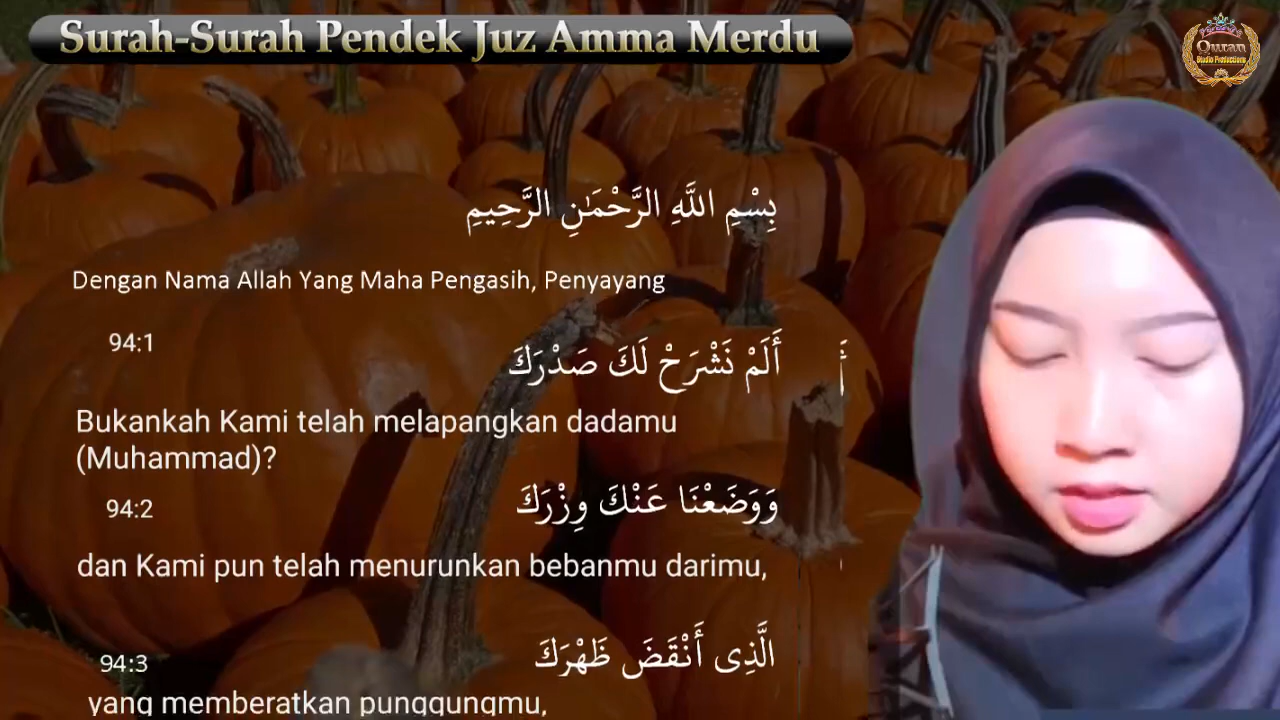 Surah-Surah Pendek Juz Amma Merdu
Quran
Studio Productions
بِسْمِ اللَّهِ الرَّحْمَٰنِ الرَّحِيمِ
Dengan Nama Allah Yang Maha Pengasih, Penyayang
94:1
أَلَمْ نَشْرَحْ لَكَ صَدْرَكَ
Bukankah Kami telah melapangkan dadamu
(Muhammad)?
94:2
وَوَضَعْنَا عَنْكَ وِزْرَكَ
dan Kami pun telah menurunkan bebanmu darimu,
94:3
الَّذِى أَنْقَضَ ظَهْرَكَ
yang memberatkan punggungmu,